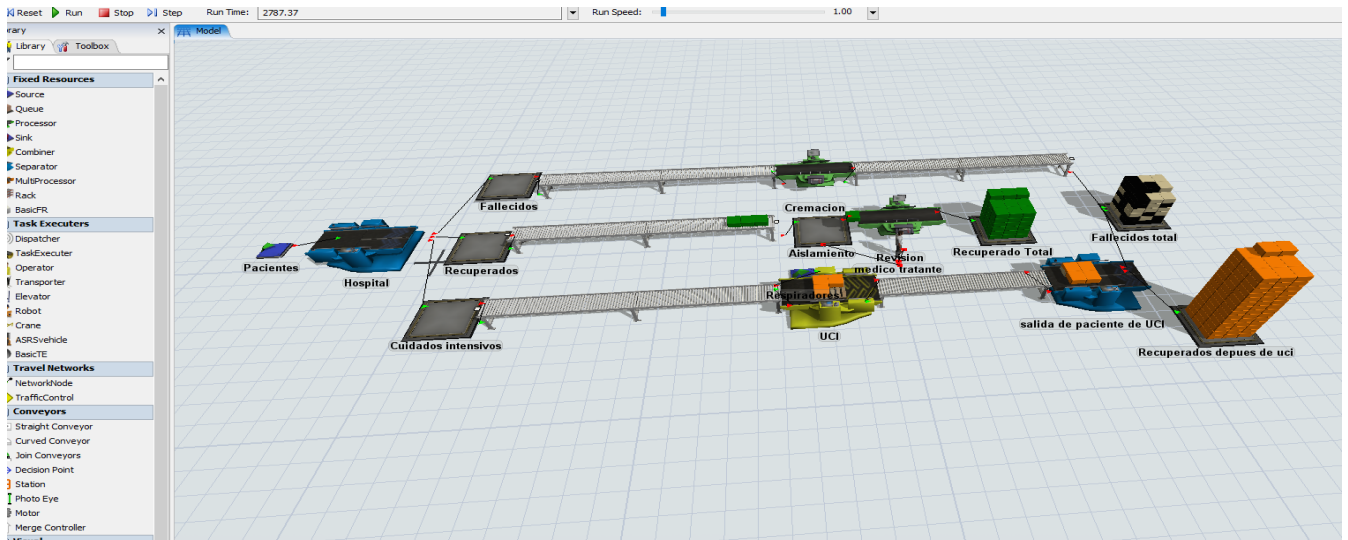 Reset Run Stop Step Run Time: 2787.37 Run Speed: 1.00
Model
Library Toolbox
Fixed Resources
Source
Queue
Processor
Sink
Combiner
Separator
MultiProcessor
Rack
BasicFR
Task Executers
Dispatcher
TaskExecuter
Operator
Transporter
Elevator
Robot
Crane
ASRSvehicle
BasicTE
Travel Networks
NetworkNode
TrafficControl
Conveyors
Straight Conveyor
Curved Conveyor
Join Conveyors
Decision Point
Station
Photo Eye
Motor
Merge Controller
Fallecidos
Cremacion
Pacientes
Hospital
Recuperados
Aislamiento
Revision
medico tratante
Recuperado Total
Fallecidos total
Cuidados intensivos
Respiradores
UCI
salida de paciente de UCI
Recuperados depues de uci